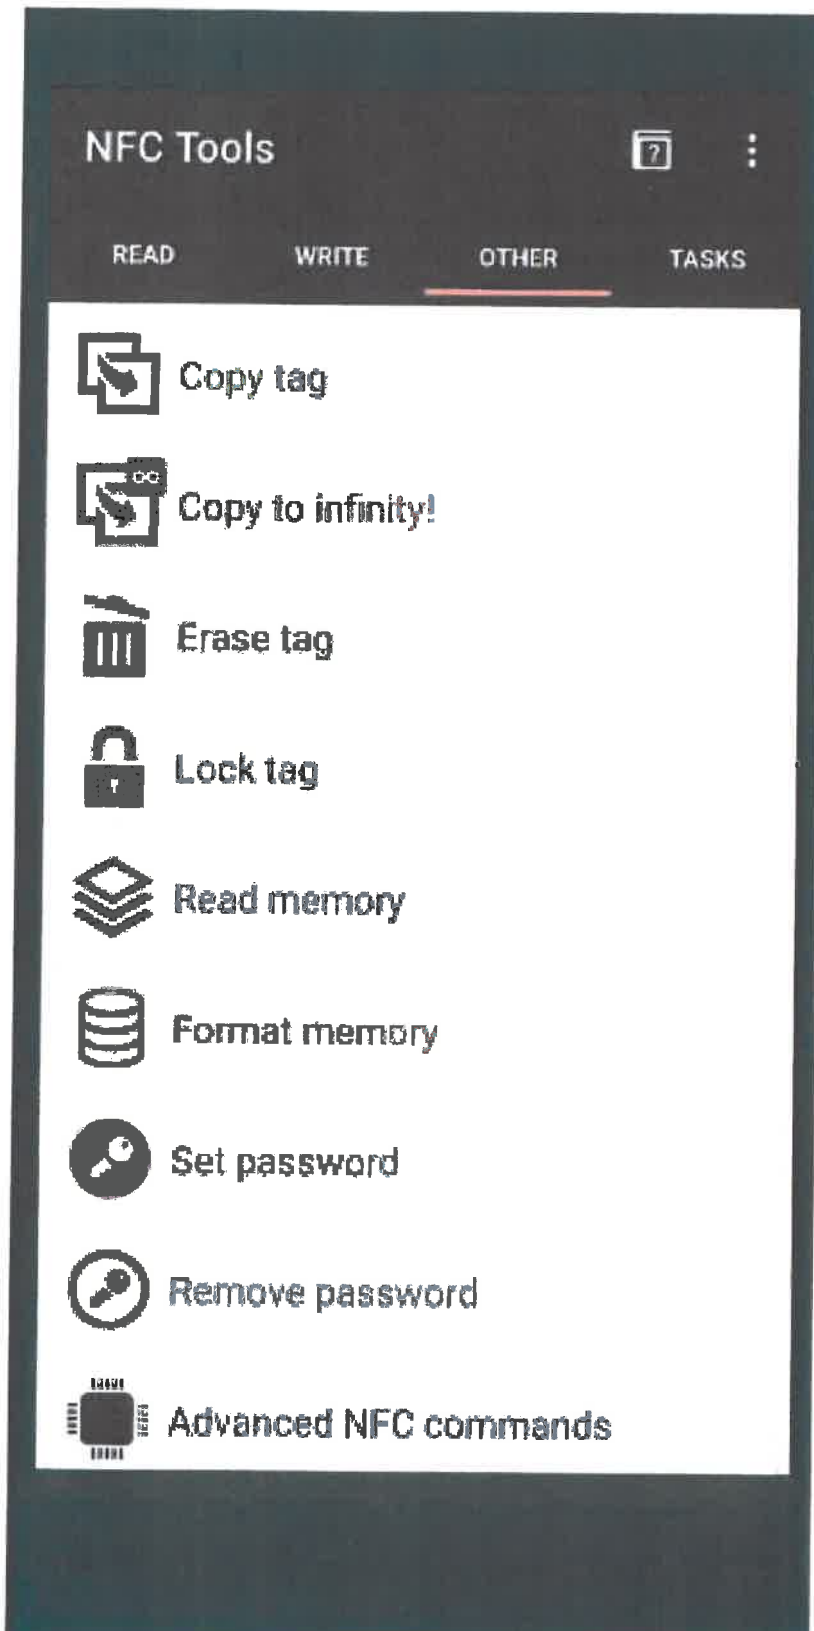 NFC Tools
READ WRITE OTHER TASKS
Copy tag
Copy to infinity!
Erase tag
Lock tag
Read memory
Format memory
Set password
Remove password
Advanced NFC commands